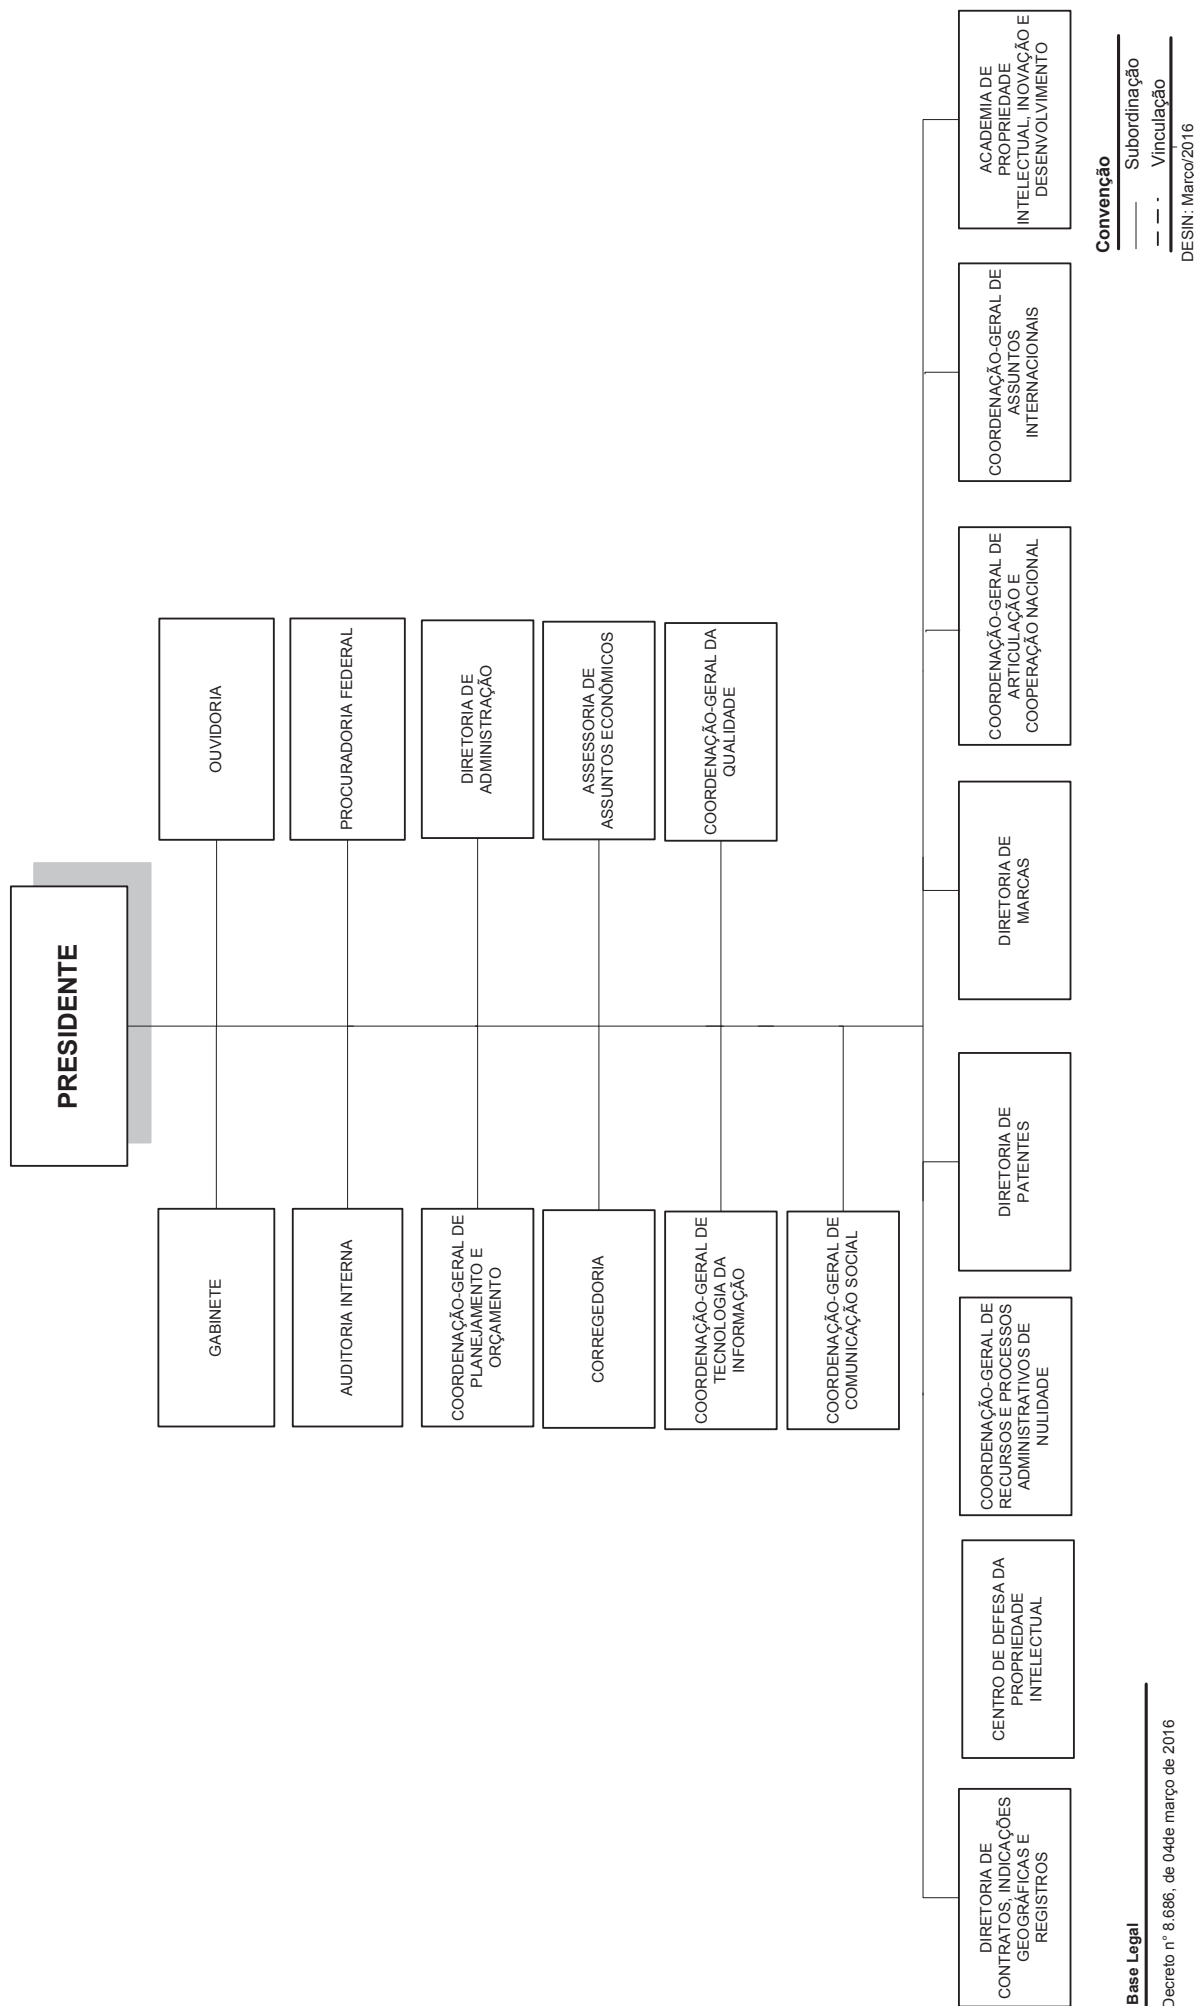 PRESIDENTE
GABINETE
OUVIDORIA
AUDITORIA INTERNA
PROCURADORIA FEDERAL
COORDENAÇÃO-GERAL DE
PLANEJAMENTO E
ORÇAMENTO
DIRETORIA DE
ADMINISTRAÇÃO
CORREGEDORIA
ASSESSORIA DE
ASSUNTOS ECONÔMICOS
COORDENAÇÃO-GERAL DE
TECNOLOGIA DA
INFORMAÇÃO
COORDENAÇÃO-GERAL DA
QUALIDADE
COORDENAÇÃO-GERAL DE
COMUNICAÇÃO SOCIAL
DIRETORIA DE
CONTRATOS, INDICAÇÕES
GEOGRÁFICAS E
REGISTROS
CENTRO DE DEFESA DA
PROPRIEDADE
INTELECTUAL
COORDENAÇÃO-GERAL DE
RECURSOS E PROCESSOS
ADMINISTRATIVOS DE
NULIDADE
DIRETORIA DE
PATENTES
DIRETORIA DE
MARCAS
COORDENAÇÃO-GERAL DE
ARTICULAÇÃO E
COOPERAÇÃO NACIONAL
COORDENAÇÃO-GERAL DE
ASSUNTOS
INTERNACIONAIS
ACADEMIA DE
PROPRIEDADE
INTELECTUAL, INOVAÇÃO E
DESENVOLVIMENTO
Base Legal
Decreto n° 8.686, de 04de março de 2016
Convenção
Subordinação
Vinculação
DESIN: Marco/2016